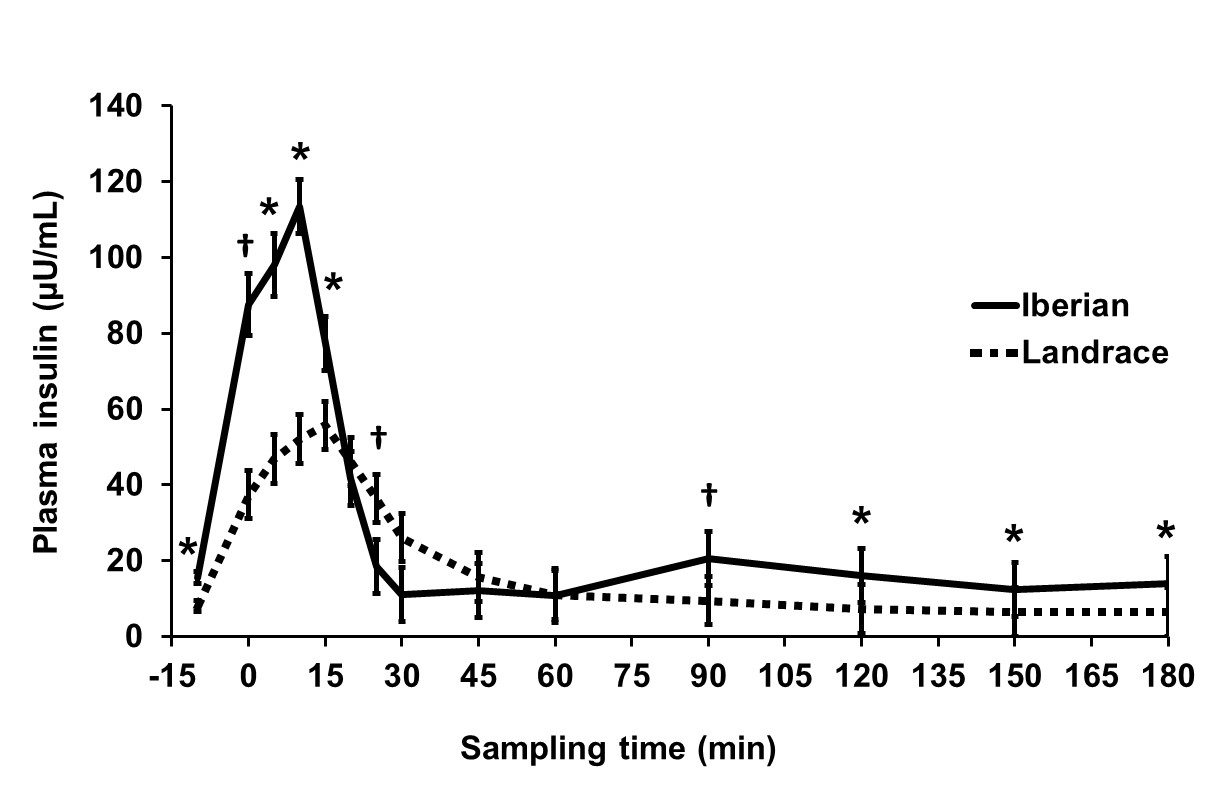 140
120
100
80
60
40
20
0
Plasma insulin (µU/mL)
* † * * * † † * * *
Iberian
Landrace
-15 0 15 30 45 60 75 90 105 120 135 150 165 180
Sampling time (min)